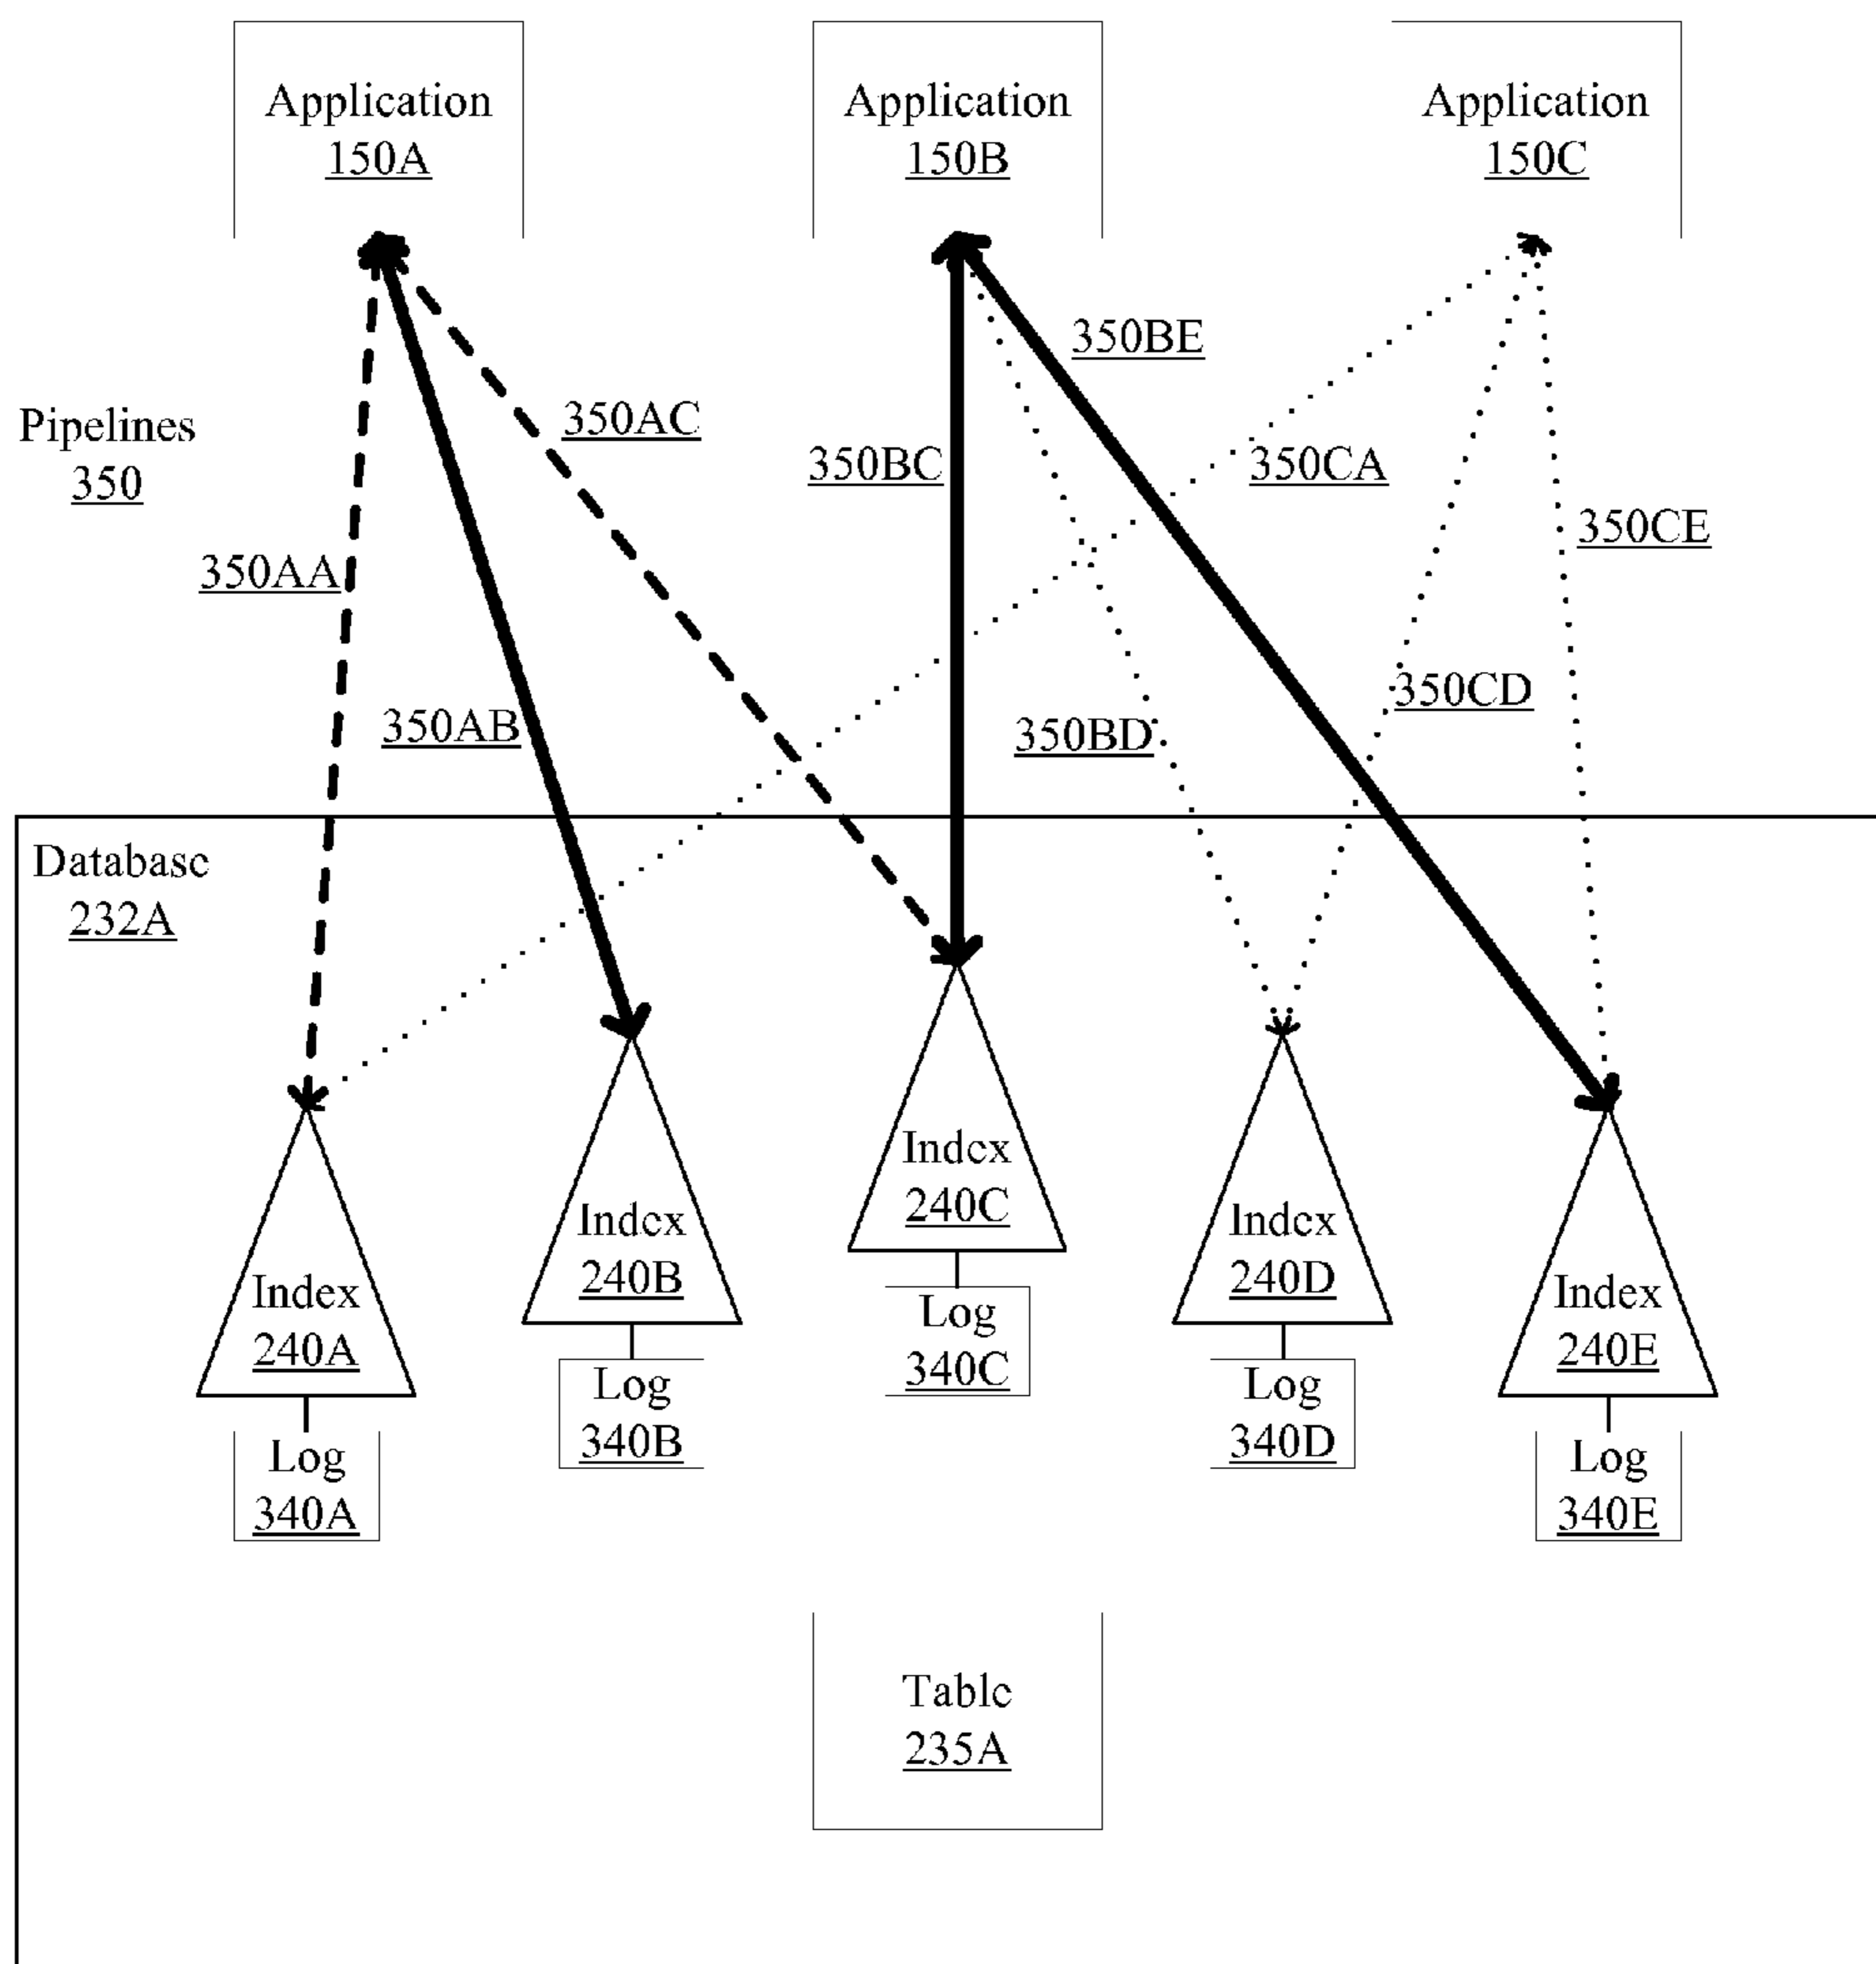 Application
150A
Application
150B
Application
150C
350BE
350AC
Pipelines
350
350BC
350CA
350CE
350AA
350CD
350AB
350BD
Database
232A
Index
240C
Index
240B
Index
240D
Index
240A
Index
240E
Log
340C
Log
340B
Log
340D
Log
340A
Log
340E
Table
235A